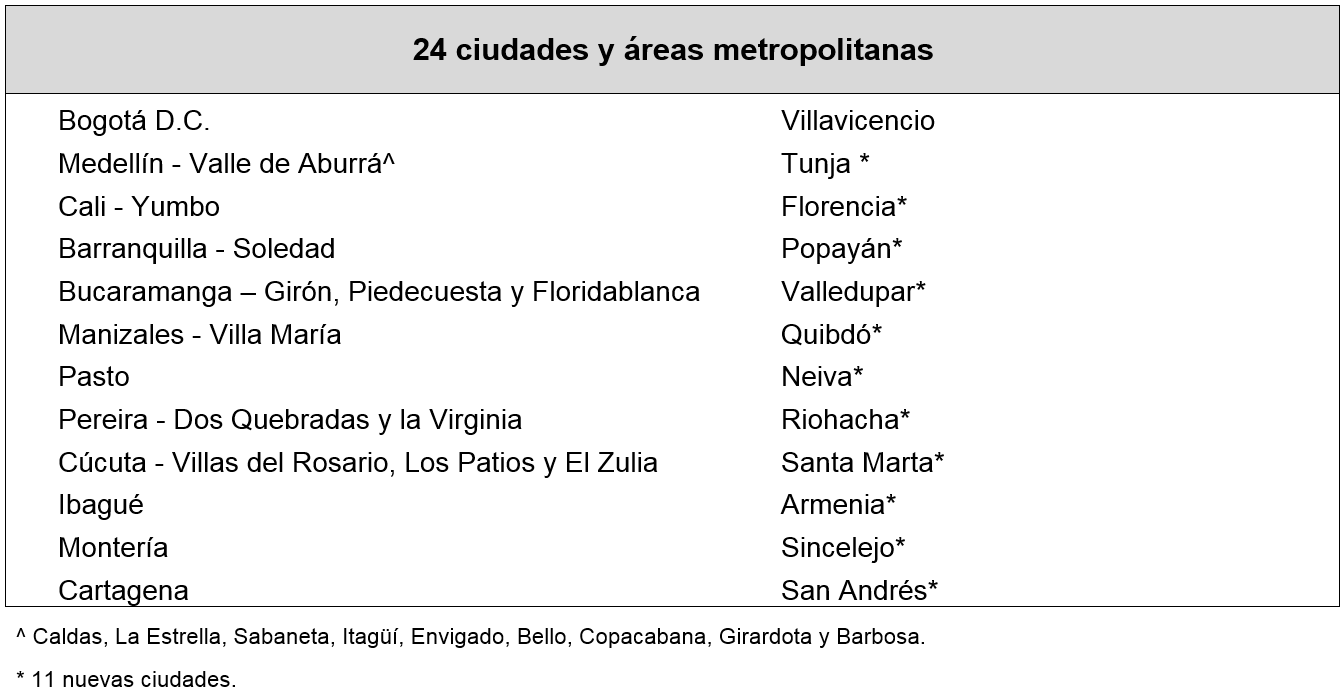 24 ciudades y áreas metropolitanas
Bogotá D.C.
Medellín - Valle de Aburrá^
Cali - Yumbo
Barranquilla - Soledad
Bucaramanga – Girón, Piedecuesta y Floridablanca
Manizales - Villa María
Pasto
Pereira - Dos Quebradas y la Virginia
Cúcuta - Villas del Rosario, Los Patios y El Zulia
Ibagué
Montería
Cartagena
Villavicencio
Tunja *
Florencia*
Popayán*
Valledupar*
Quibdó*
Neiva*
Riohacha*
Santa Marta*
Armenia*
Sincelejo*
San Andrés*
^ Caldas, La Estrella, Sabaneta, Itagüí, Envigado, Bello, Copacabana, Girardota y Barbosa.
* 11 nuevas ciudades.